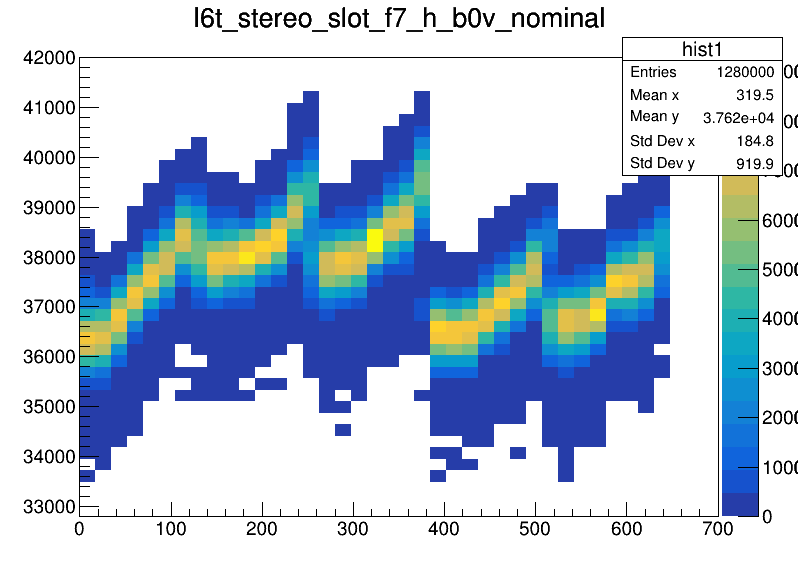 l6t_stereo_slot_f7_h_b0v_nominal
hist1
Entries 1280000
Mean x 319.5
Mean y 3.762e+04
Std Dev x 184.8
Std Dev y 919.9
42000
41000
40000
39000
38000
37000
36000
35000
34000
33000
0 100 200 300 400 500 600 700
6000
5000
4000
3000
2000
1000
0